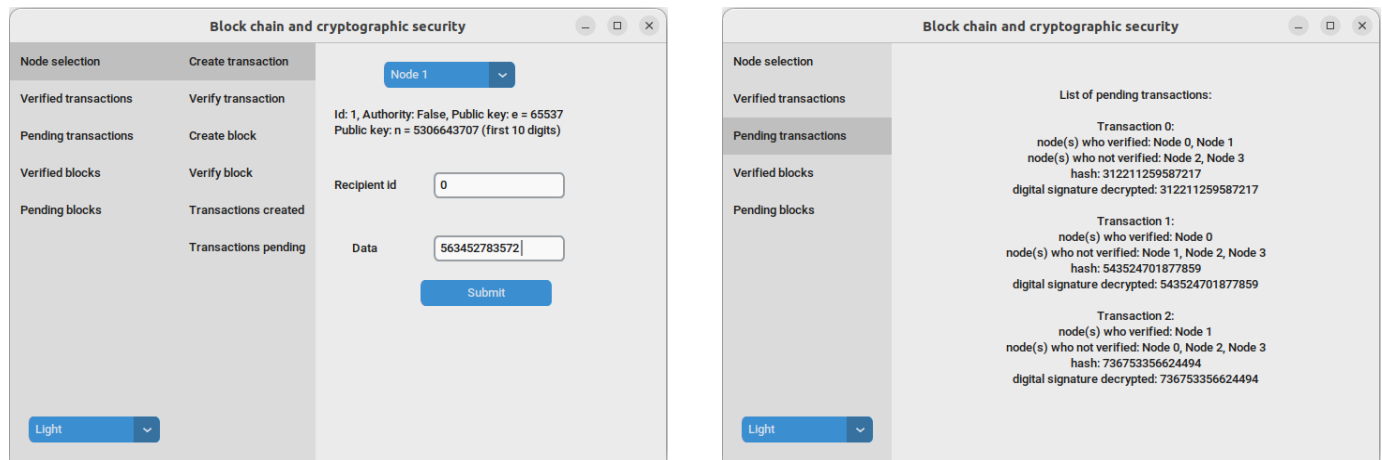 Block chain and cryptographic security
Node selection
Verified transactions
Pending transactions
Verified blocks
Pending blocks
Light
Create transaction
Verify transaction
Create block
Verify block
Transactions created
Transactions pending
Node 1
Id: 1, Authority: False, Public key: e = 65537
Public key: n = 5306643707 (first 10 digits)
Recipient id 0
Data 563452783572
Submit
Block chain and cryptographic security
Node selection
Verified transactions
Pending transactions
Verified blocks
Pending blocks
Light
List of pending transactions:
Transaction 0:
node(s) who verified: Node 0, Node 1
node(s) who not verified: Node 2, Node 3
hash: 312211259587217
digital signature decrypted: 312211259587217
Transaction 1:
node(s) who verified: Node 0
node(s) who not verified: Node 1, Node 2, Node 3
hash: 543524701877859
digital signature decrypted: 543524701877859
Transaction 2:
node(s) who verified: Node 1
node(s) who not verified: Node 0, Node 2, Node 3
hash: 736753356624494
digital signature decrypted: 736753356624494